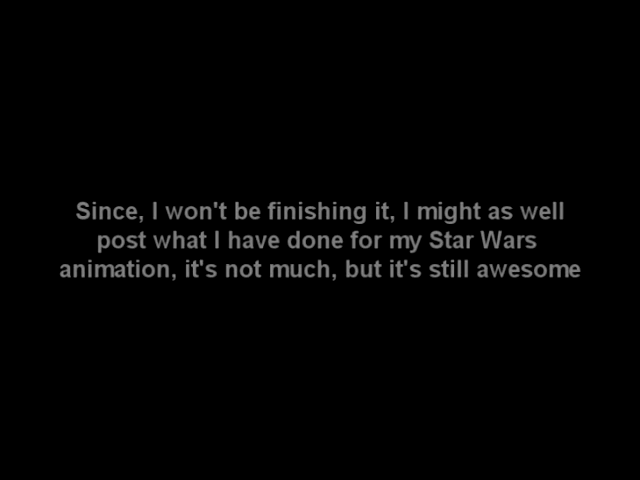 Since, I won't be finishing it, I might as well
post what I have done for my Star Wars
animation, it's not much, but it's still awesome